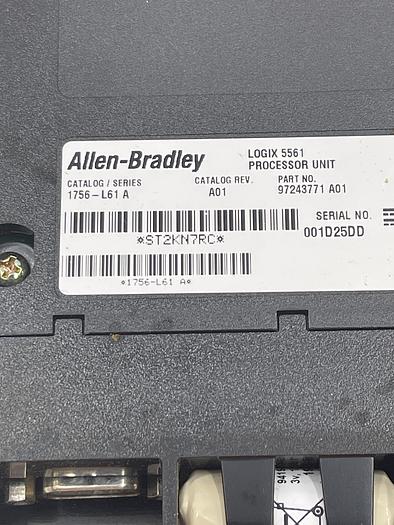 Allen-Bradley
LOGIX 5561
PROCESSOR UNIT
CATALOG / SERIES
1756-L61 A
CATALOG REV.
A01
PART NO.
97243771 A01
SERIAL NO.
001D25DD
*ST2KN7RC*
*1756-L61 A*
3v,